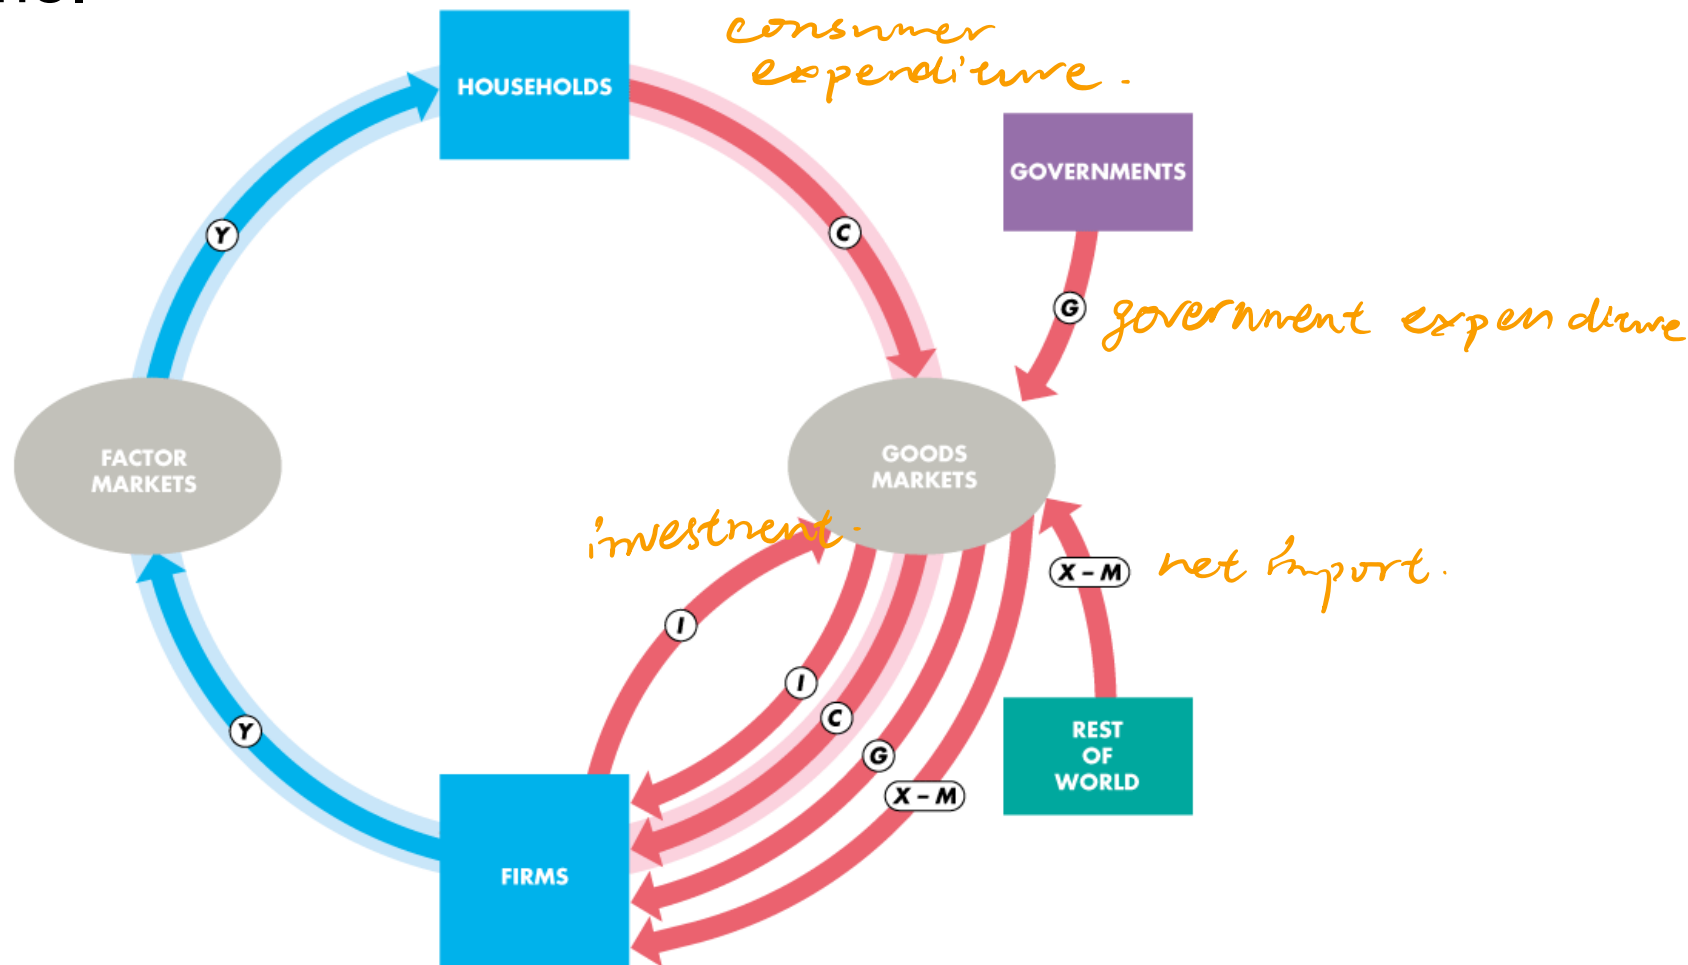 consumer
expenditure.
HOUSEHOLDS
GOVERNMENTS
Y
C
G
government expenditure
FACTOR
MARKETS
GOODS
MARKETS
investment.
X – M
net import.
I
I
C
Y
G
X – M
REST
OF
WORLD
FIRMS